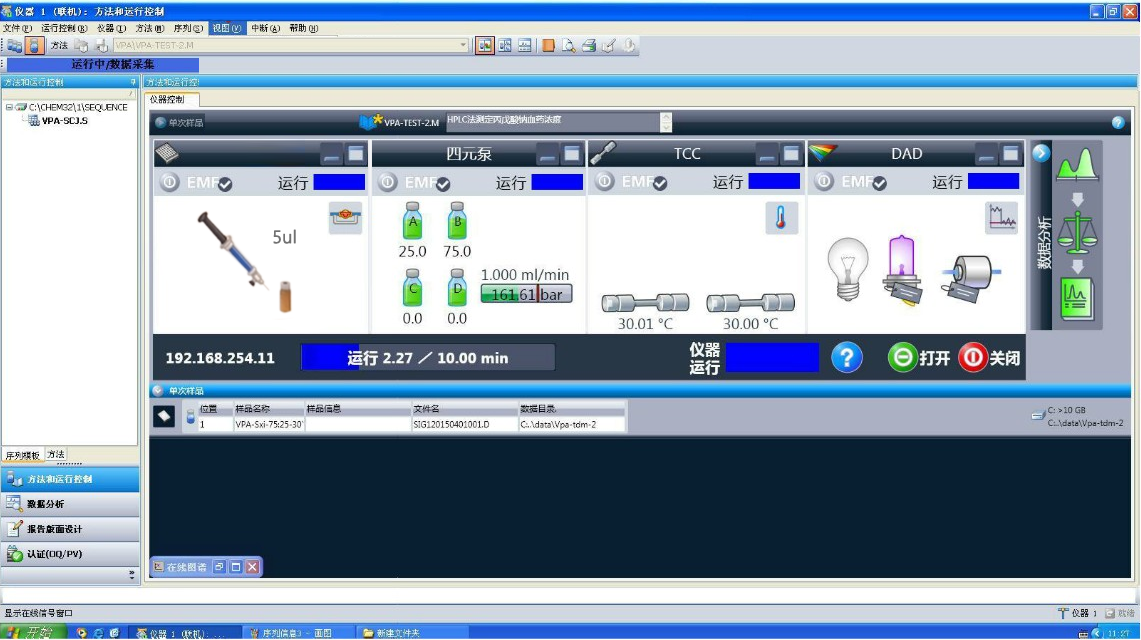 仪器 1 (联机): 方法和运行控制
文件(F) 运行控制(R) 仪器(I) 方法(M) 序列(S) 视图(V) 中断(A) 帮助(H)
方法 VPA\VPA-TEST-2.M
运行中/数据采集
方法和运行控制
C:\CHEM32\1\SEQUENCE
VPA-SCJ.S
序列模板 方法
方法和运行控制
数据分析
报告版面设计
认证(OQ/PV)
仪器控制
单次样品 VPA-TEST-2.M HPLC法测定丙戊酸钠血药浓度
四元泵 TCC DAD
EMF 运行 EMF 运行 EMF 运行 EMF 运行
5ul
A B
25.0 75.0
C D
0.0 0.0
1.000 ml/min
161.61 bar
30.01 °C 30.00 °C
数据分析
192.168.254.11 运行 2.27 / 10.00 min 仪器 运行 ? 打开 关闭
单次样品
位置 样品名称 样品信息 文件名 数据目录.
1 VPA-Sxi-75:25-30 SIG120150401001.D C:..\data\Vpa-tdm-2
C: >10 GB
C:..\data\Vpa-tdm-2
在线图谱
显示在线信号窗口 仪器 1 就绪
开始 仪器 1 (联机): ... 序列信息3 - 画图 新建文件夹 11:27